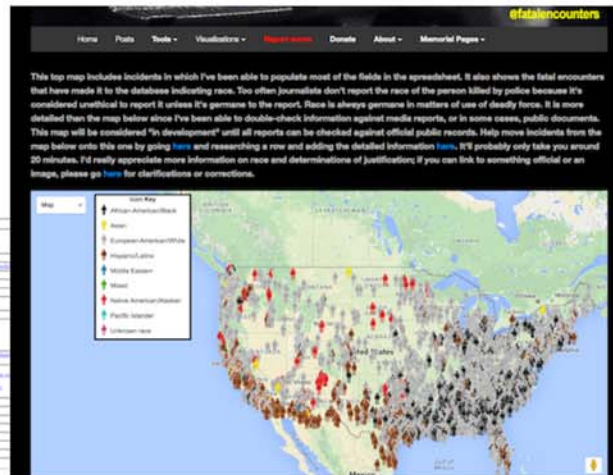 @fatalencounters
Home Posts Tools Visualizations Donate About Memorial Pages
This top map includes incidents in which I've been able to populate most of the fields in the spreadsheet. It also shows the fatal encounters
that have made it to the database indicating race. Too often journalists don't report the race of the person killed by police because it's
considered unethical to report it unless it's germane to the report. Race is always germane in matters of use of deadly force. It is more
detailed than the map below since I've been able to double-check information against media reports, or in some cases, public documents.
This map will be considered "in development" until all reports can be checked against official public records. Help move incidents from the
map below onto this one by going here and researching a row and adding the detailed information here. It'll probably only take you around
20 minutes. I'd really appreciate more information on race and determinations of justification; if you can link to something official or an
image, please go here for clarifications or corrections.
Map
Icon Key
African-American/Black
Asian
European-American/White
Hispanic/Latino
Middle Eastern
Mixed
Native American/Alaskan
Pacific Islander
Unknown race
United States
Mexico